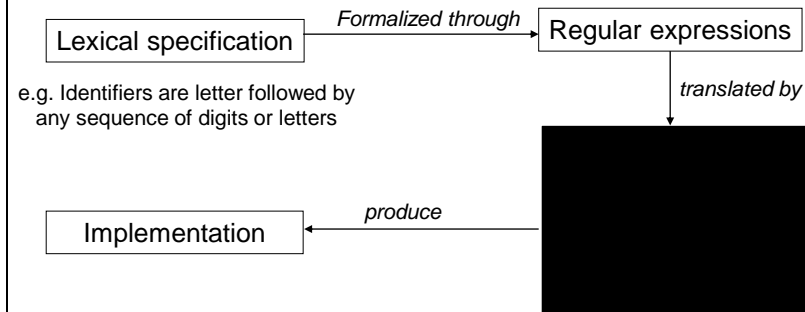 Formalized through
Lexical specification
Regular expressions
e.g. Identifiers are letter followed by
any sequence of digits or letters
translated by
produce
Implementation